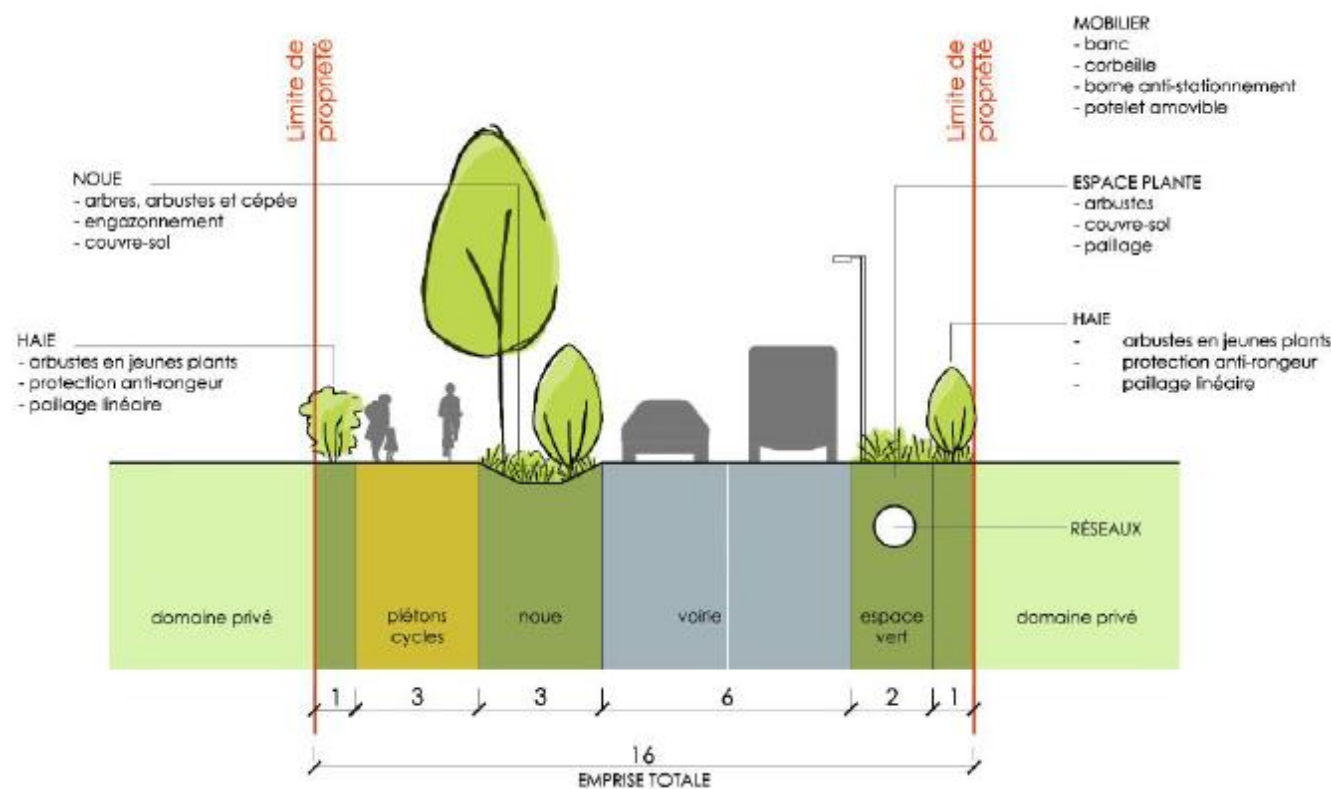 Limite de
propriété
Limite de
propriété
MOBILIER
- banc
- corbeille
- borne anti-stationnement
- potelet amovible
NOUE
- arbres, arbustes et cépée
- engazonnement
- couvre-sol
ESPACE PLANTE
- arbustes
- couvre-sol
- paillage
HAIE
- arbustes en jeunes plants
- protection anti-rongeur
- paillage linéaire
HAIE
- arbustes en jeunes plants
- protection anti-rongeur
- paillage linéaire
RÉSEAUX
domaine privé
piétons
cycles
noue
voirie
espace
vert
domaine privé
1 3 3 6 2 1
16
EMPRISE TOTALE